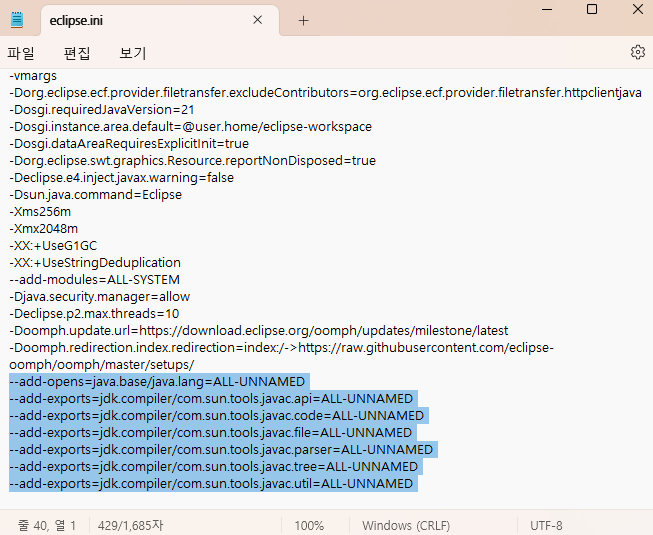 eclipse.ini
파일 편집 보기
-vmargs
-Dorg.eclipse.ecf.provider.filetransfer.excludeContributors=org.eclipse.ecf.provider.filetransfer.httpclientjava
-Dosgi.requiredJavaVersion=21
-Dosgi.instance.area.default=@user.home/eclipse-workspace
-Dosgi.dataAreaRequiresExplicitInit=true
-Dorg.eclipse.swt.graphics.Resource.reportNonDisposed=true
-Declipse.e4.inject.javax.warning=false
-Dsun.java.command=Eclipse
-Xms256m
-Xmx2048m
-XX:+UseG1GC
-XX:+UseStringDeduplication
--add-modules=ALL-SYSTEM
-Djava.security.manager=allow
-Declipse.p2.max.threads=10
-Doomph.update.url=https://download.eclipse.org/oomph/updates/milestone/latest
-Doomph.redirection.index.redirection=index:/->https://raw.githubusercontent.com/eclipse-
oomph/oomph/master/setups/
--add-opens=java.base/java.lang=ALL-UNNAMED
--add-exports=jdk.compiler/com.sun.tools.javac.api=ALL-UNNAMED
--add-exports=jdk.compiler/com.sun.tools.javac.code=ALL-UNNAMED
--add-exports=jdk.compiler/com.sun.tools.javac.file=ALL-UNNAMED
--add-exports=jdk.compiler/com.sun.tools.javac.parser=ALL-UNNAMED
--add-exports=jdk.compiler/com.sun.tools.javac.tree=ALL-UNNAMED
--add-exports=jdk.compiler/com.sun.tools.javac.util=ALL-UNNAMED
줄 40, 열 1 429/1,685자 100% Windows (CRLF) UTF-8